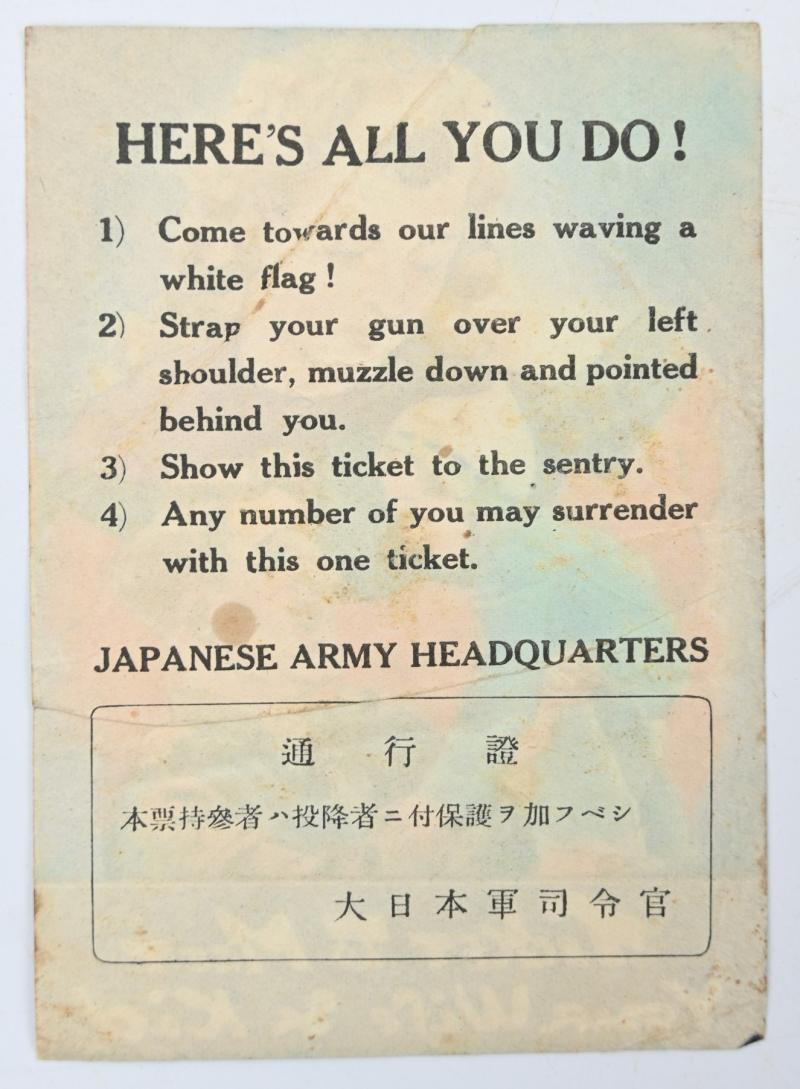 HERE'S ALL YOU DO!
1) Come towards our lines waving a
white flag!
2) Strap your gun over your left
shoulder, muzzle down and pointed
behind you.
3) Show this ticket to the sentry.
4) Any number of you may surrender
with this one ticket.
JAPANESE ARMY HEADQUARTERS
通行證
本票持參者ハ投降者ニ付保護ヲ加フベシ
大日本軍司令官